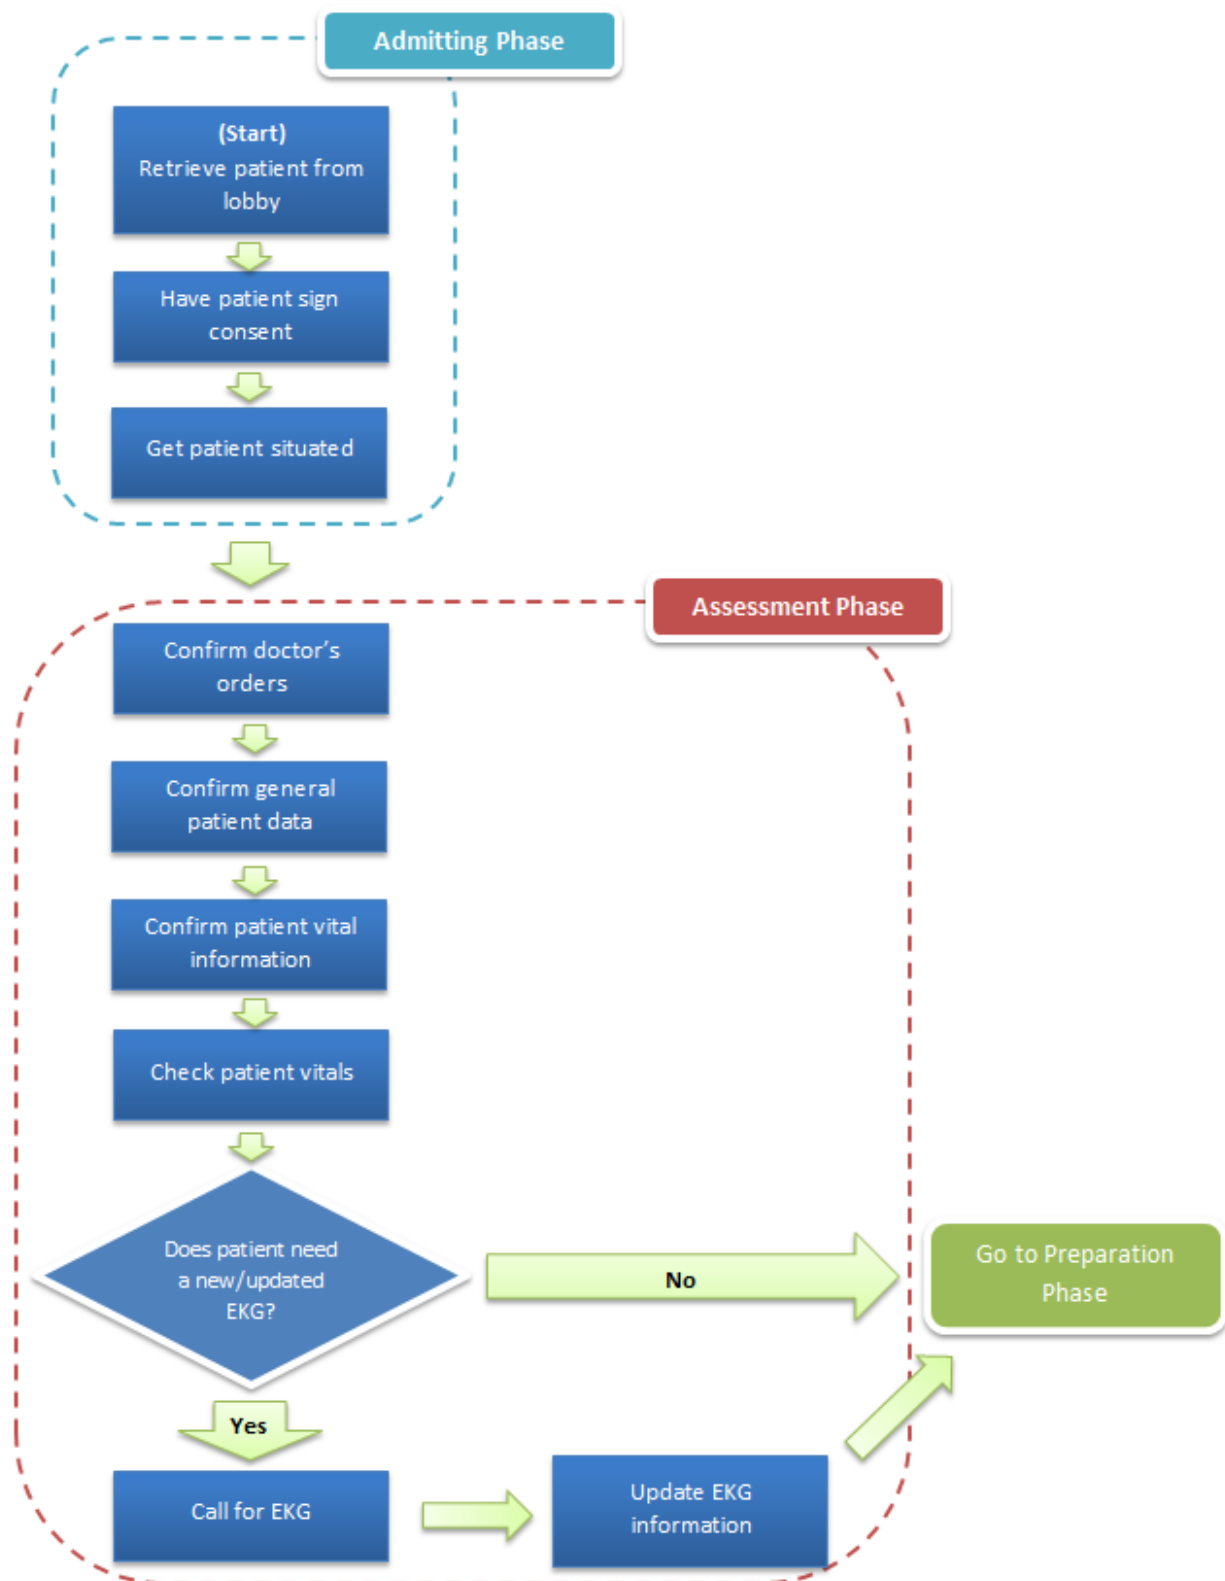 Admitting Phase
(Start)
Retrieve patient from
lobby
Have patient sign
consent
Get patient situated
Assessment Phase
Confirm doctor’s
orders
Confirm general
patient data
Confirm patient vital
information
Check patient vitals
Does patient need
a new/updated
EKG?
No
Go to Preparation
Phase
Yes
Call for EKG
Update EKG
information